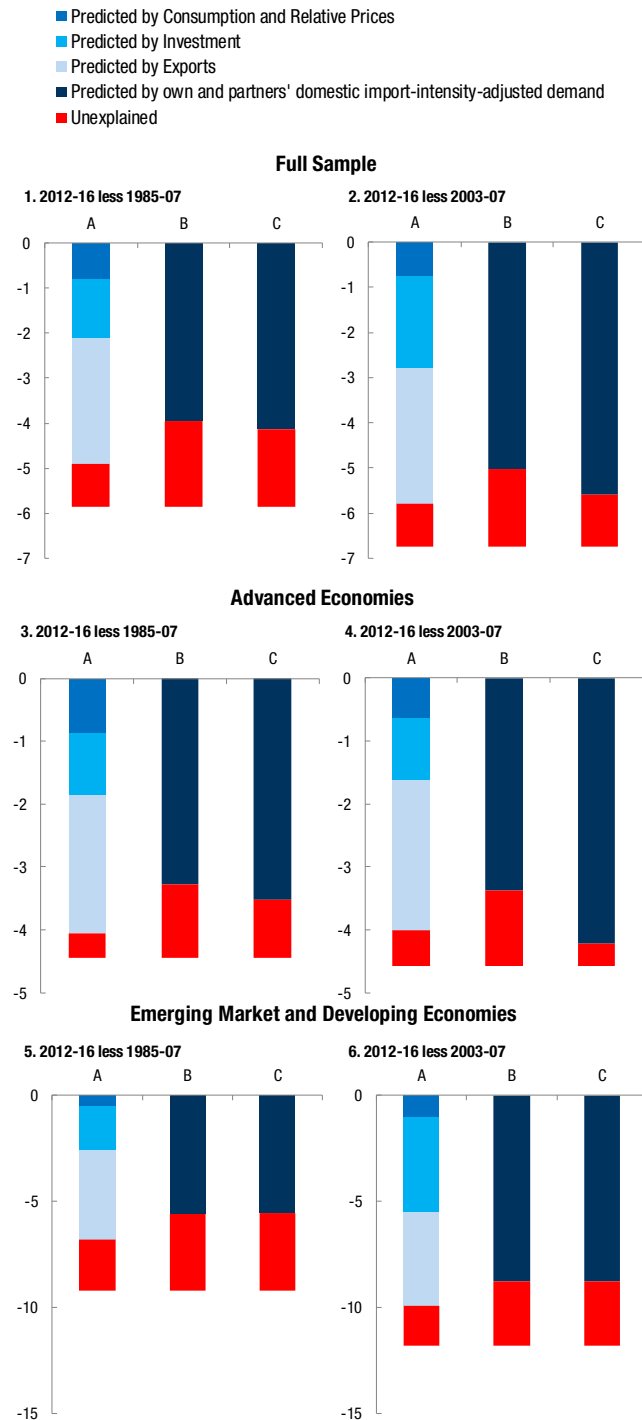 Predicted by Consumption and Relative Prices
Predicted by Investment
Predicted by Exports
Predicted by own and partners' domestic import-intensity-adjusted demand
Unexplained
Full Sample
1. 2012-16 less 1985-07
A B C
0
-1
-2
-3
-4
-5
-6
-7
2. 2012-16 less 2003-07
A B C
0
-1
-2
-3
-4
-5
-6
-7
Advanced Economies
3. 2012-16 less 1985-07
A B C
0
-1
-2
-3
-4
-5
4. 2012-16 less 2003-07
A B C
0
-1
-2
-3
-4
-5
Emerging Market and Developing Economies
5. 2012-16 less 1985-07
A B C
0
-5
-10
-15
6. 2012-16 less 2003-07
A B C
0
-5
-10
-15